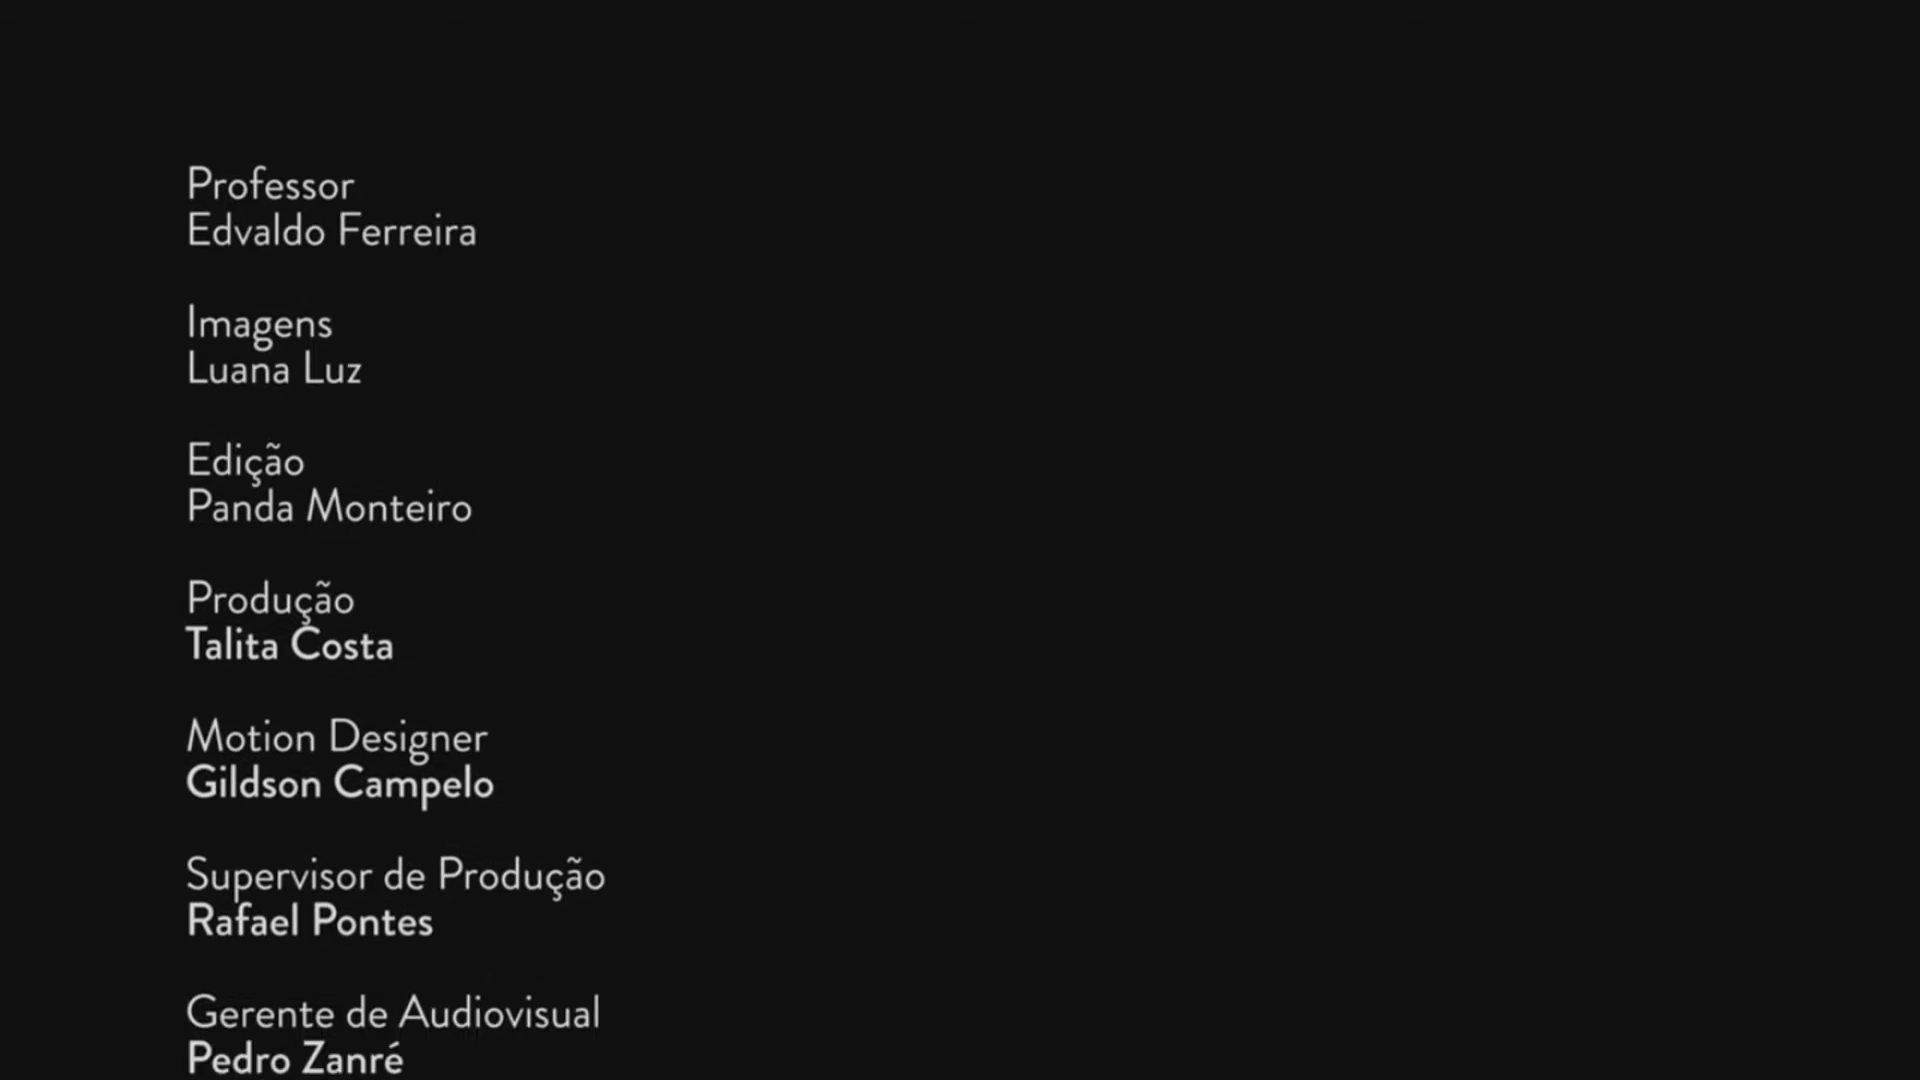 Professor
Edvaldo Ferreira
Imagens
Luana Luz
Edição
Panda Monteiro
Produção
Talita Costa
Motion Designer
Gildson Campelo
Supervisor de Produção
Rafael Pontes
Gerente de Audiovisual
Pedro Zanré